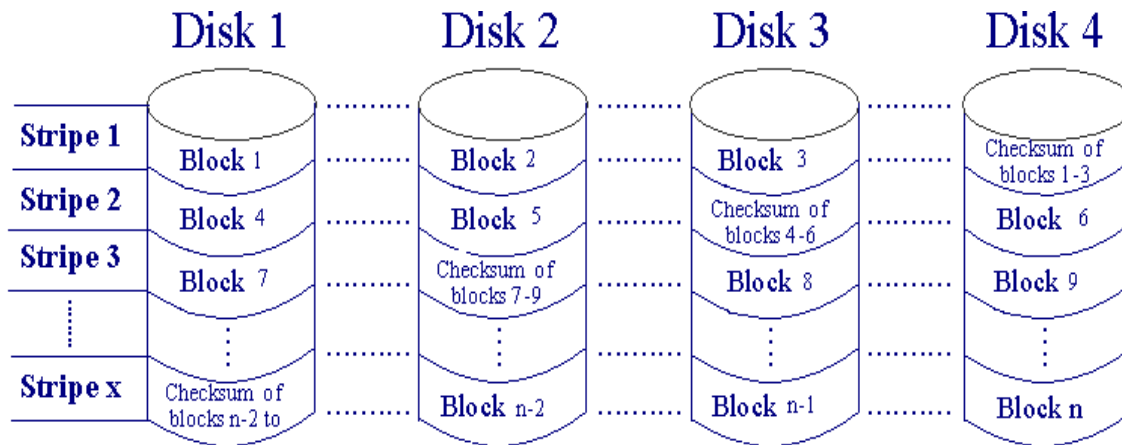 Disk 1 Disk 2 Disk 3 Disk 4
Stripe 1
Block 1 Block 2 Block 3 Checksum of
blocks 1-3
Stripe 2
Block 4 Block 5 Checksum of
blocks 4-6
Block 6
Stripe 3
Block 7 Checksum of
blocks 7-9
Block 8 Block 9
Stripe x
Checksum of
blocks n-2 to
Block n-2 Block n-1 Block n